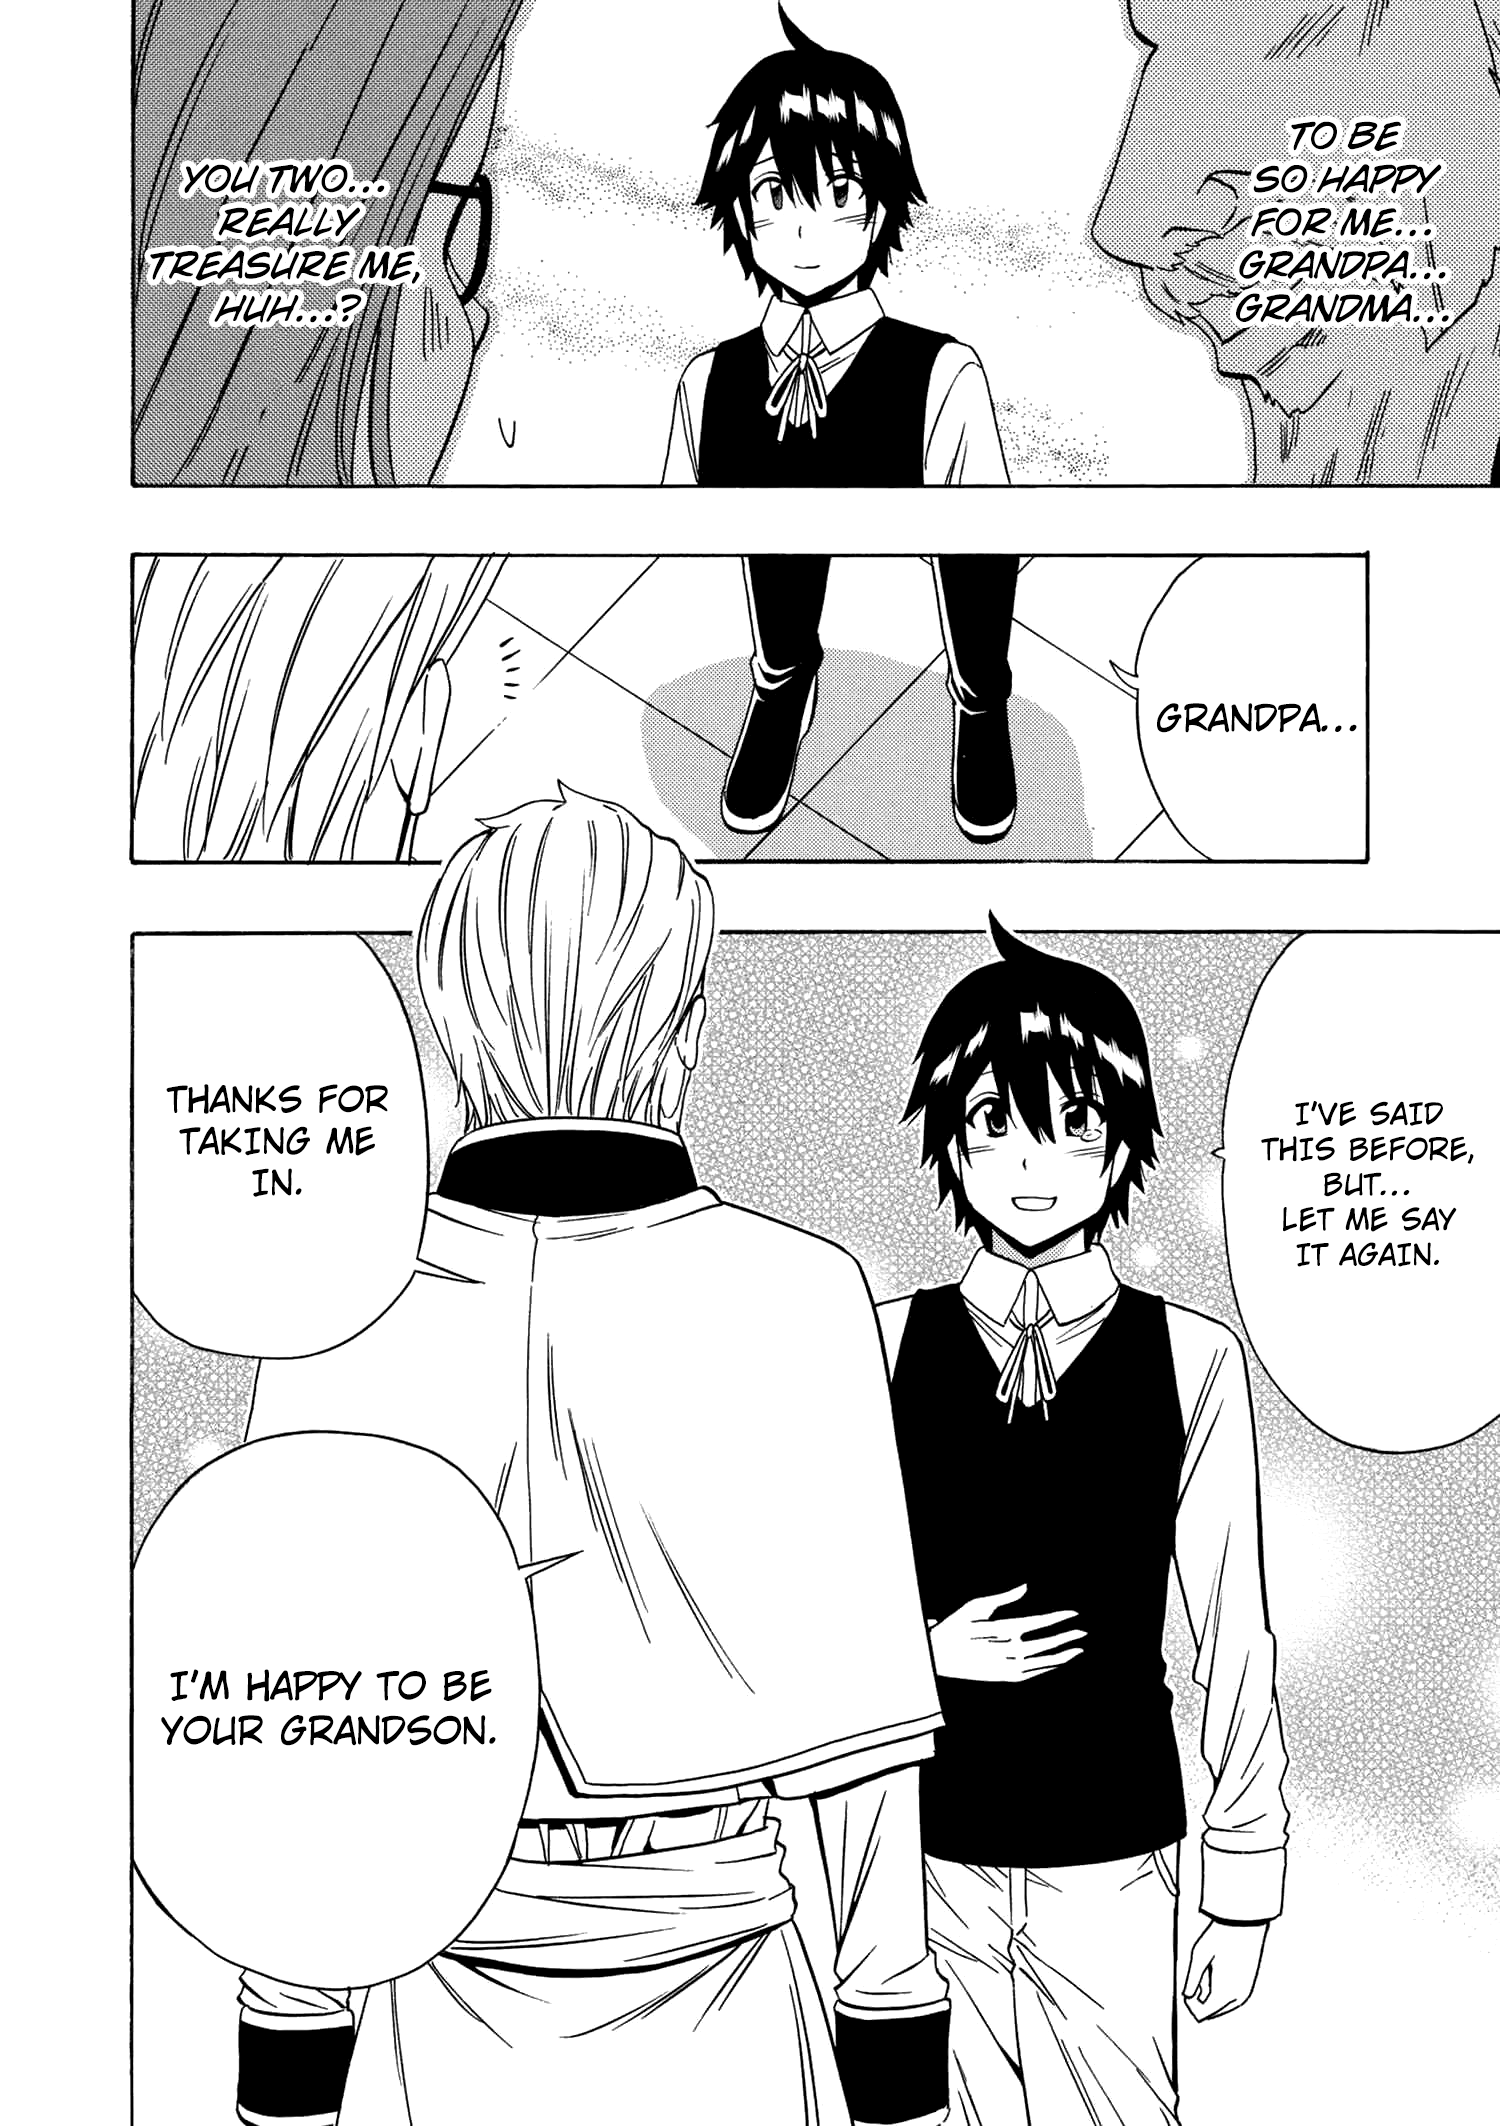 TO BE
SO HAPPY
FOR ME...
GRANDPA...
GRANDMA...
YOU TWO...
REALLY
TREASURE ME,
HUH...?
GRANDPA...
I'VE SAID
THIS BEFORE,
BUT...
LET ME SAY
IT AGAIN.
THANKS FOR
TAKING ME
IN.
I'M HAPPY TO BE
YOUR GRANDSON.